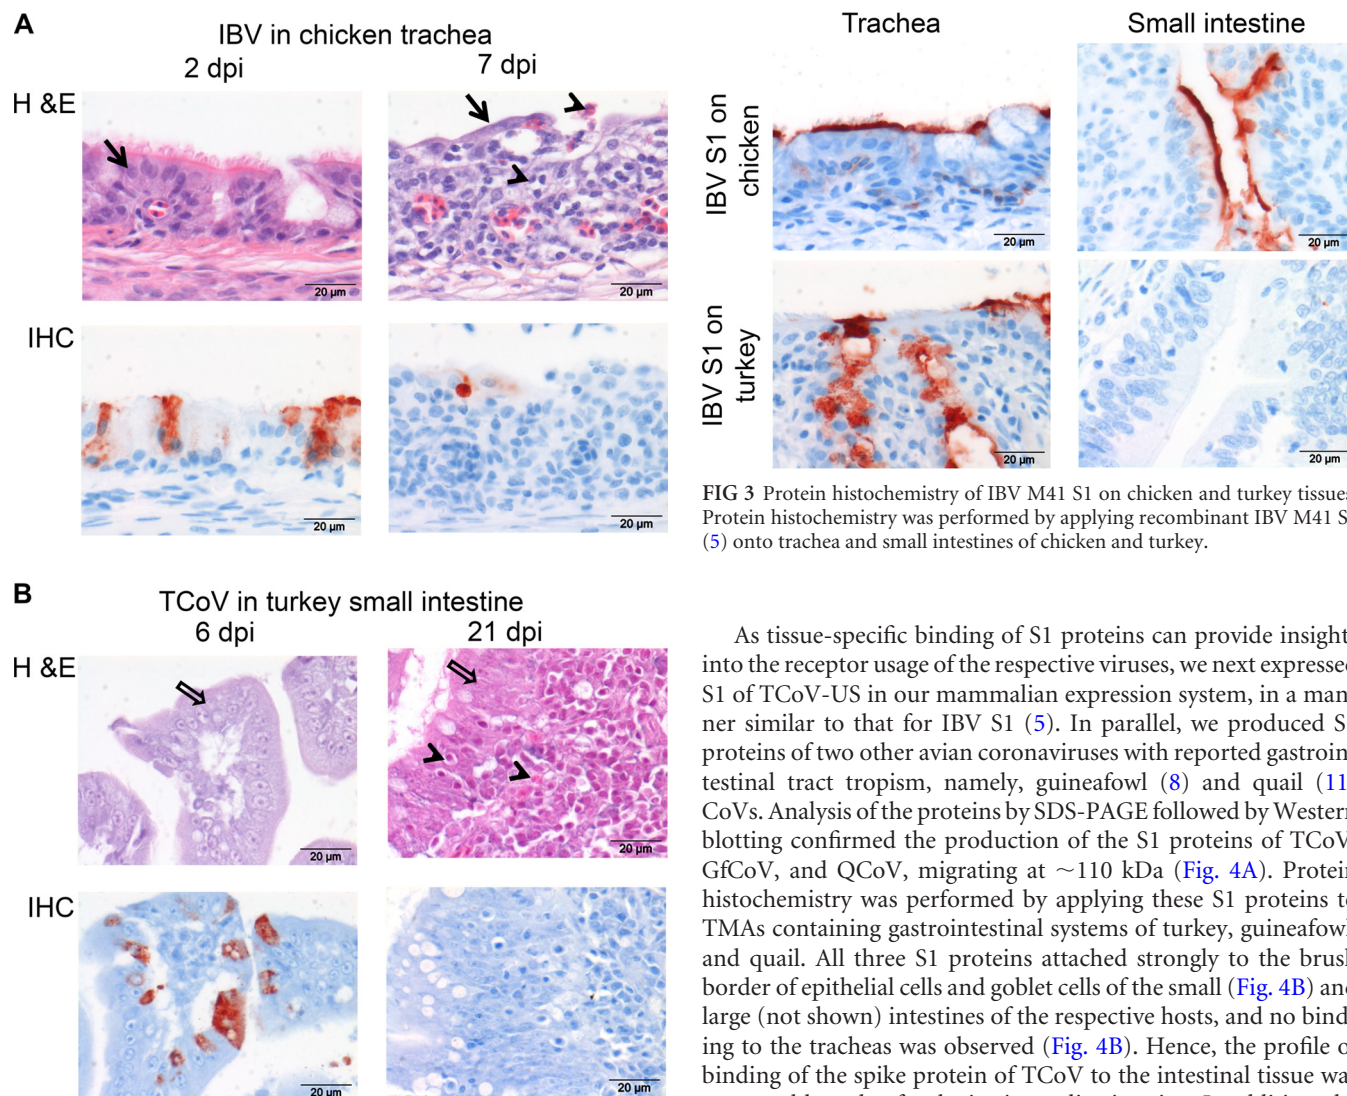 A
IBV in chicken trachea
2 dpi
7 dpi
H &E
20 µm
20 µm
IHC
20 µm
20 µm
B
TCoV in turkey small intestine
6 dpi
21 dpi
H &E
20 µm
20 µm
IHC
20 µm
20 µm
Trachea
Small intestine
IBV S1 on
chicken
20 µm
20 µm
IBV S1 on
turkey
20 µm
20 µm
FIG 3 Protein histochemistry of IBV M41 S1 on chicken and turkey tissues
Protein histochemistry was performed by applying recombinant IBV M41 S
(5) onto trachea and small intestines of chicken and turkey.
As tissue-specific binding of S1 proteins can provide insight
into the receptor usage of the respective viruses, we next expresse
S1 of TCoV-US in our mammalian expression system, in a man
ner similar to that for IBV S1 (5). In parallel, we produced S
proteins of two other avian coronaviruses with reported gastroin
testinal tract tropism, namely, guineafowl (8) and quail (11
CoVs. Analysis of the proteins by SDS-PAGE followed by Western
blotting confirmed the production of the S1 proteins of TCoV
GfCoV, and QCoV, migrating at ~110 kDa (Fig. 4A). Protein
histochemistry was performed by applying these S1 proteins to
TMAs containing gastrointestinal systems of turkey, guineafowl
and quail. All three S1 proteins attached strongly to the brush
border of epithelial cells and goblet cells of the small (Fig. 4B) and
large (not shown) intestines of the respective hosts, and no bind
ing to the tracheas was observed (Fig. 4B). Hence, the profile o
binding of the spike protein of TCoV to the intestinal tissue wa